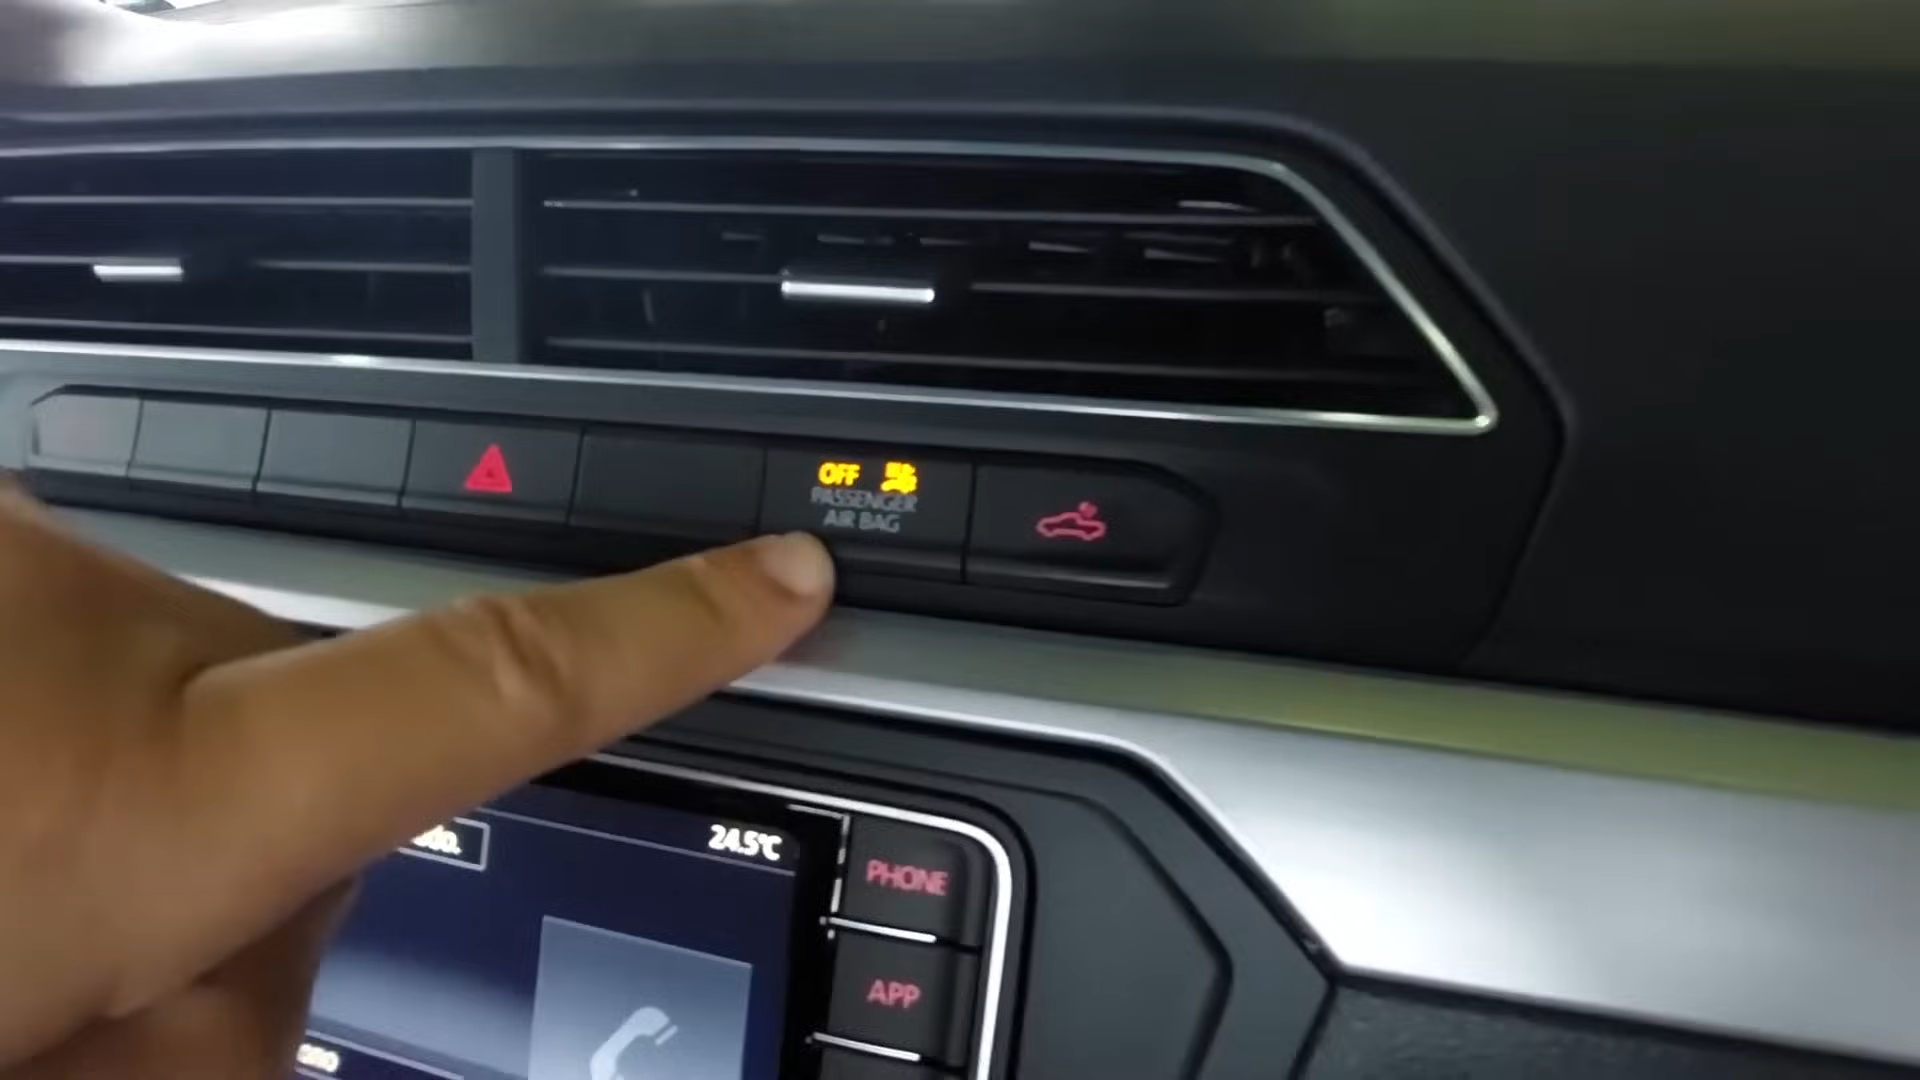 OFF
PASSENGER
AIR BAG
24.5°C
PHONE
APP